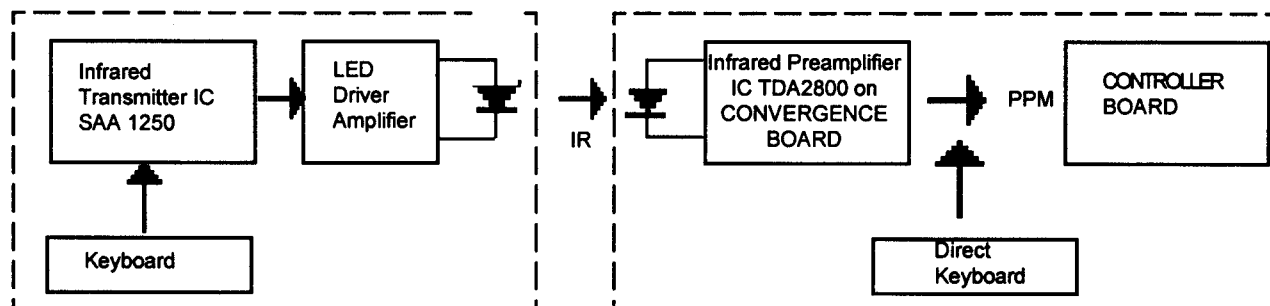 Infrared
Transmitter IC
SAA 1250
LED
Driver
Amplifier
Keyboard
IR
Infrared Preamplifier
IC TDA2800 on
CONVERGENCE
BOARD
PPM
CONTROLLER
BOARD
Direct
Keyboard